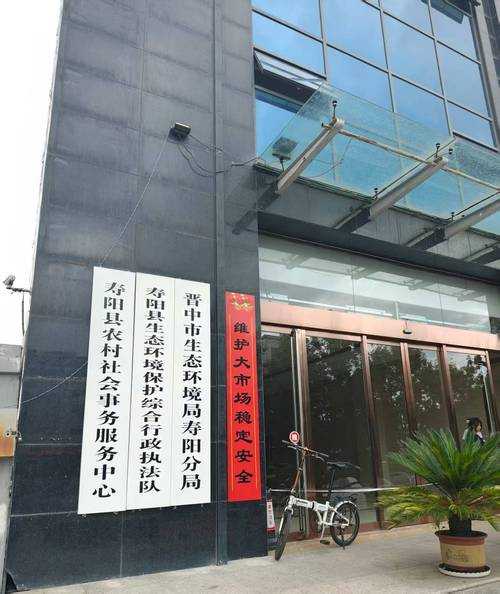 寿阳县农村社会事务服务中心
寿阳县生态环境保护综合行政执法队
晋中市生态环境局寿阳分局
维护大市场稳定安全